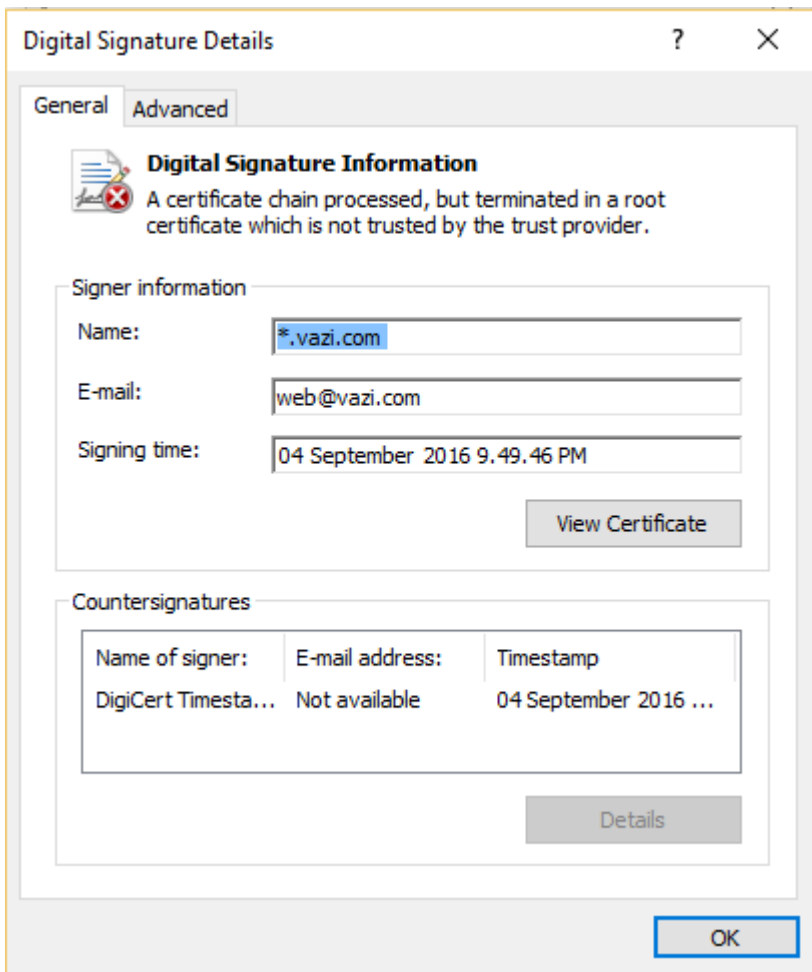 Digital Signature Details ? X
General Advanced
Digital Signature Information
A certificate chain processed, but terminated in a root
certificate which is not trusted by the trust provider.
Signer information
Name: *.vazi.com
E-mail: web@vazi.com
Signing time: 04 September 2016 9.49.46 PM
View Certificate
Countersignatures
Name of signer: E-mail address: Timestamp
DigiCert Timesta... Not available 04 September 2016 ...
Details
OK